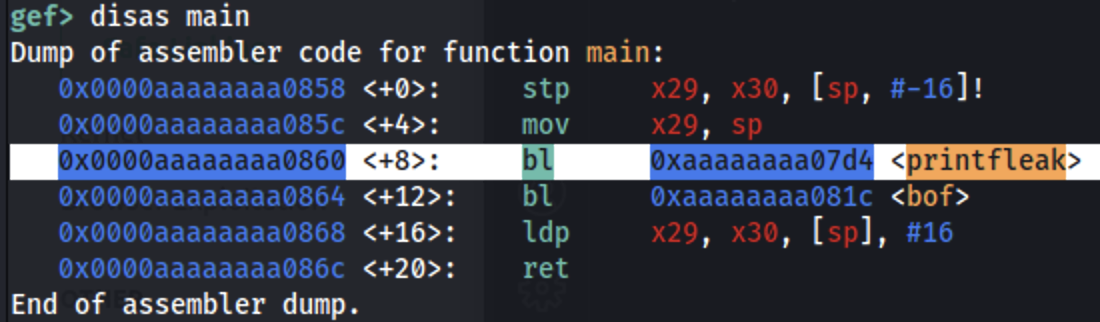 gef> disas main
Dump of assembler code for function main:
0x0000aaaaaaaa0858 <+0>: stp x29, x30, [sp, #-16]!
0x0000aaaaaaaa085c <+4>: mov x29, sp
0x0000aaaaaaaa0860 <+8>: bl 0xaaaaaaaa07d4 <printfleak>
0x0000aaaaaaaa0864 <+12>: bl 0xaaaaaaaa081c <bof>
0x0000aaaaaaaa0868 <+16>: ldp x29, x30, [sp], #16
0x0000aaaaaaaa086c <+20>: ret
End of assembler dump.